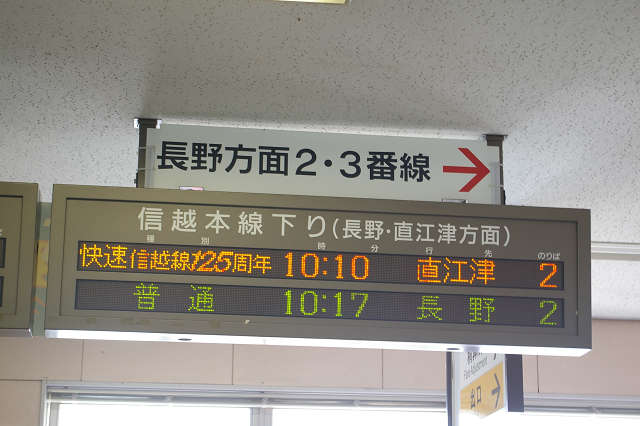 長野方面2・3番線 →
信越本線下り(長野・直江津方面)
種別 時分 行先 のりば
快速 信越線125周年 10:10 直江津 2
普通 10:17 長野 2
出口